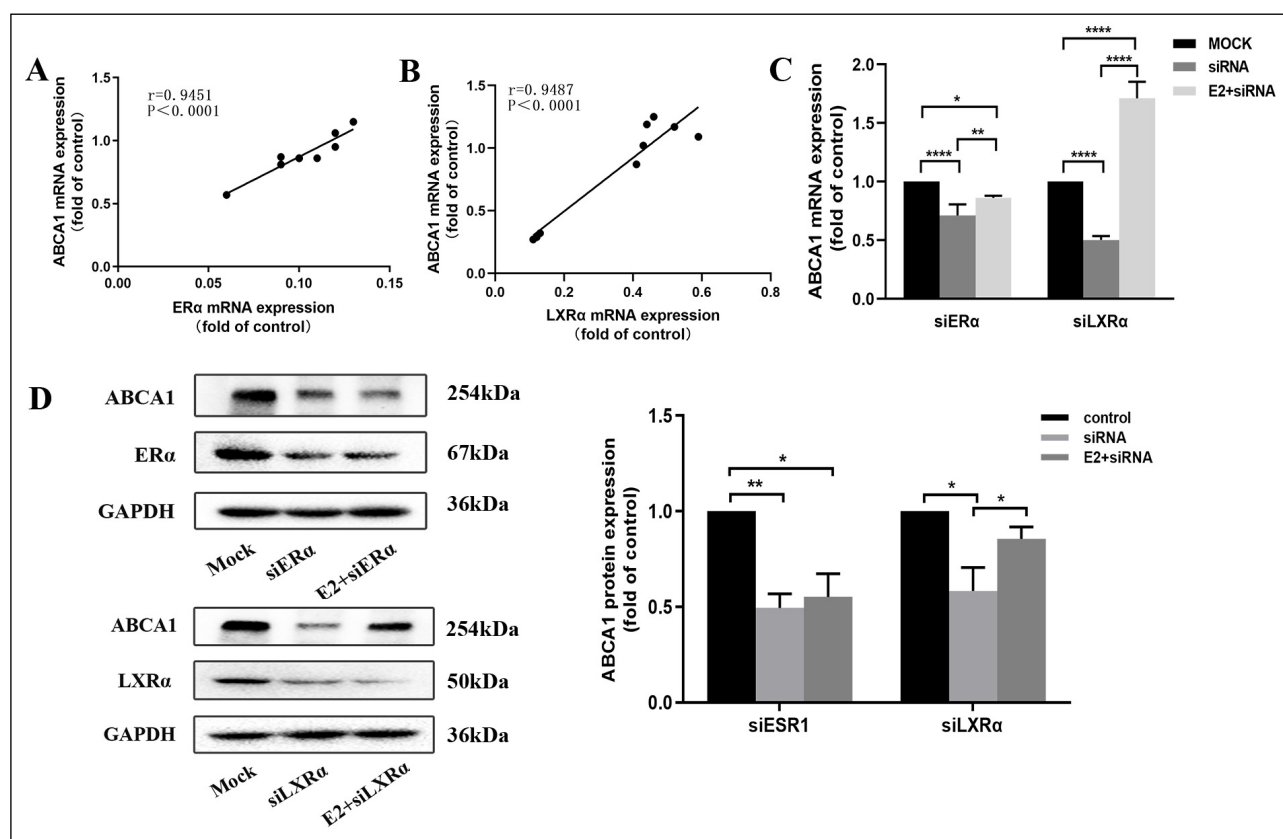 A
ABCA1 mRNA expression
(fold of control)
1.5
1.0
0.5
0.0
r=0.9451
P<0.0001
0.00
0.05
0.10
0.15
ERα mRNA expression
(fold of control)
B
ABCA1 mRNA expression
(fold of control)
1.5
1.0
0.5
0.0
r=0.9487
P<0.0001
0.0
0.2
0.4
0.6
0.8
LXRα mRNA expression
(fold of control)
C
ABCA1 mRNA expression
(fold of control)
2.0
1.5
1.0
0.5
0.0
*
**
****
****
****
****
siERα
siLXRα
MOCK
siRNA
E2+siRNA
D
ABCA1
254kDa
ERα
67kDa
GAPDH
36kDa
Mock
siERα
E2+siERα
ABCA1
254kDa
LXRα
50kDa
GAPDH
36kDa
Mock
siLXRα
E2+siLXRα
ABCA1 protein expression
(fold of control)
1.5
1.0
0.5
0.0
*
**
*
*
siESR1
siLXRα
control
siRNA
E2+siRNA